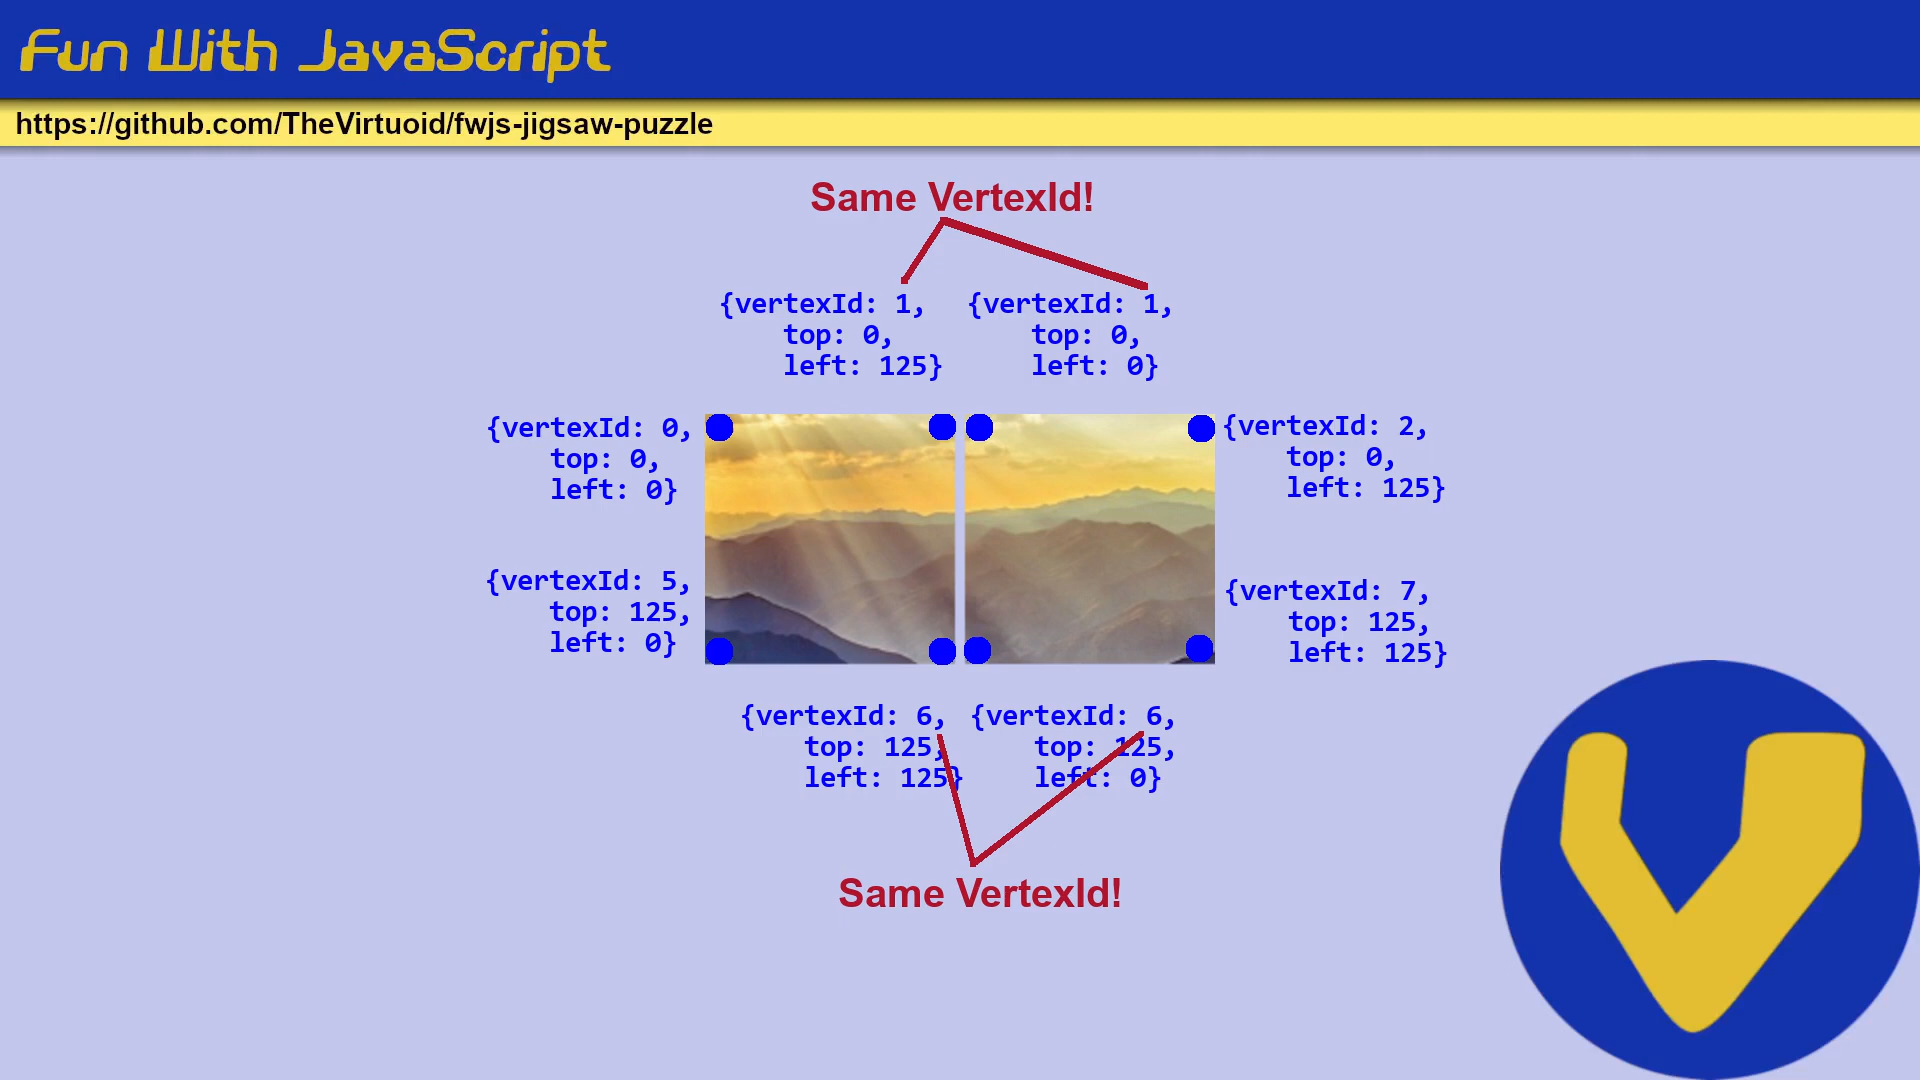 Fun With JavaScript
https://github.com/TheVirtuoid/fwjs-jigsaw-puzzle
Same VertexId!
{vertexId: 1,
top: 0,
left: 125}
{vertexId: 1,
top: 0,
left: 0}
{vertexId: 0,
top: 0,
left: 0}
{vertexId: 2,
top: 0,
left: 125}
{vertexId: 5,
top: 125,
left: 0}
{vertexId: 7,
top: 125,
left: 125}
{vertexId: 6,
top: 125,
left: 125}
{vertexId: 6,
top: 125,
left: 0}
Same VertexId!
V